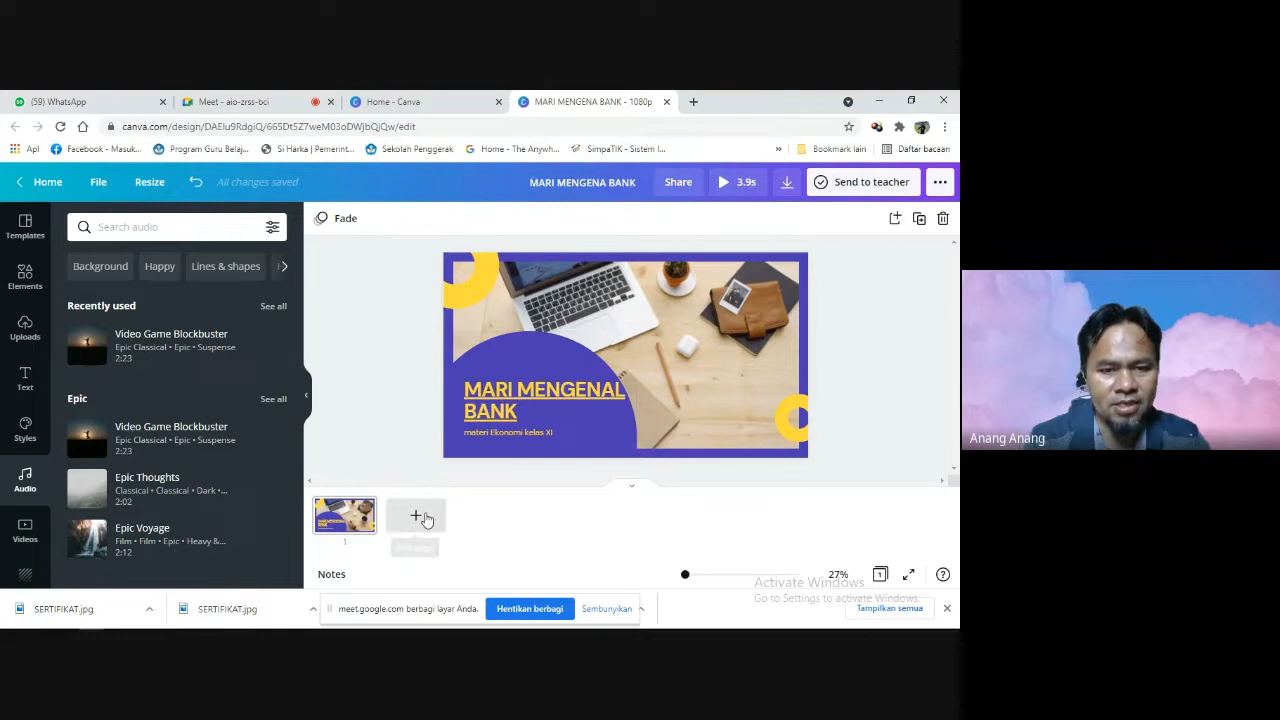 (59) WhatsApp
Meet - aio-zrss-bci
Home - Canva
MARI MENGENA BANK - 1080p
canva.com/design/DAEIu9RdgiQ/665DtSZ7weM03oDWJbQjQw/edit
Apl
Facebook - Masuk...
Program Guru Belaj...
Si Harka | Pemerint...
Sekolah Penggerak
Home - The Anywh...
SimpaTIK - Sistem I...
»
Bookmark lain
Daftar bacaan
Home
File
Resize
All changes saved
MARI MENGENA BANK
Share
3.9s
Send to teacher
Templates
Elements
Uploads
Text
Styles
Audio
Videos
Search audio
Background
Happy
Lines & shapes
Recently used
See all
Video Game Blockbuster
Epic Classical • Epic • Suspense
2:23
Epic
See all
Video Game Blockbuster
Epic Classical • Epic • Suspense
2:23
Epic Thoughts
Classical • Classical • Dark •...
2:02
Epic Voyage
Film • Film • Epic • Heavy &...
2:12
Fade
MARI MENGENAL
BANK
materi Ekonomi kelas XI
1
Notes
27%
1
Activate Windows
Go to Settings to activate Windows.
SERTIFIKAT.jpg
SERTIFIKAT.jpg
meet.google.com berbagi layar Anda.
Hentikan berbagi
Sembunyikan
Tampilkan semua
Anang Anang